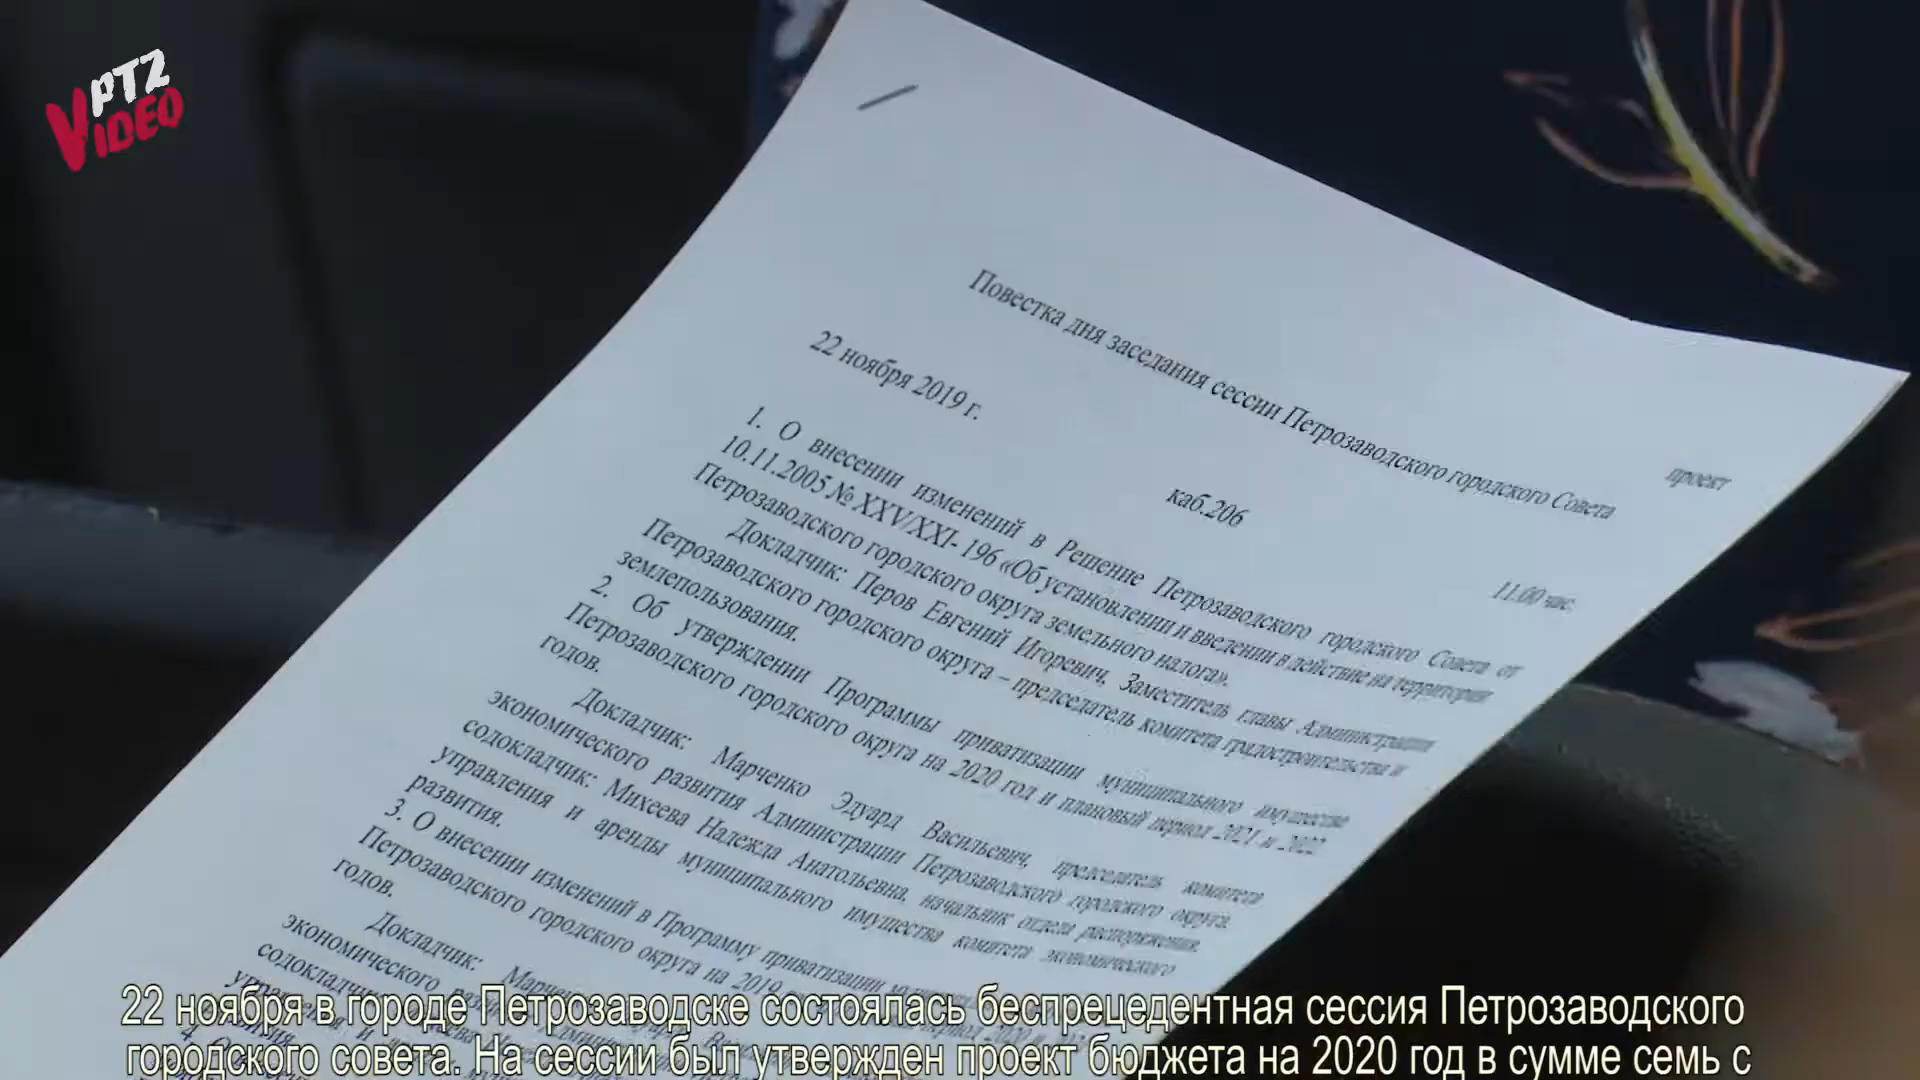 PTZ
VIDEO
проект
Повестка дня заседания сессии Петрозаводского городского Совета
22 ноября 2019 г.
каб.206
11.00 час.
1. О внесении изменений в Решение Петрозаводского городского Совета от
10.11.2005 № XXV/XXI- 196 «Об установлении и введении в действие на территории
Петрозаводского городского округа земельного налога».
Докладчик: Перов Евгений Игоревич, Заместитель главы Администрации
Петрозаводского городского округа – председатель комитета градостроительства и
землепользования.
2. Об утверждении Программы приватизации муниципального имущества
Петрозаводского городского округа на 2020 год и плановый период 2021 и 2022
годов.
Докладчик: Марченко Эдуард Васильевич, председатель комитета
экономического развития Администрации Петрозаводского городского округа.
содокладчик: Михеева Надежда Анатольевна, начальник отдела распоряжения,
управления и аренды муниципального имущества комитета экономического
развития.
3. О внесении изменений в Программу приватизации
Петрозаводского городского округа на 2019
годов.
Докладчик:
экономического
содокладчик:
22 ноября в городе Петрозаводске состоялась беспрецедентная сессия Петрозаводского
городского совета. На сессии был утвержден проект бюджета на 2020 год в сумме семь с